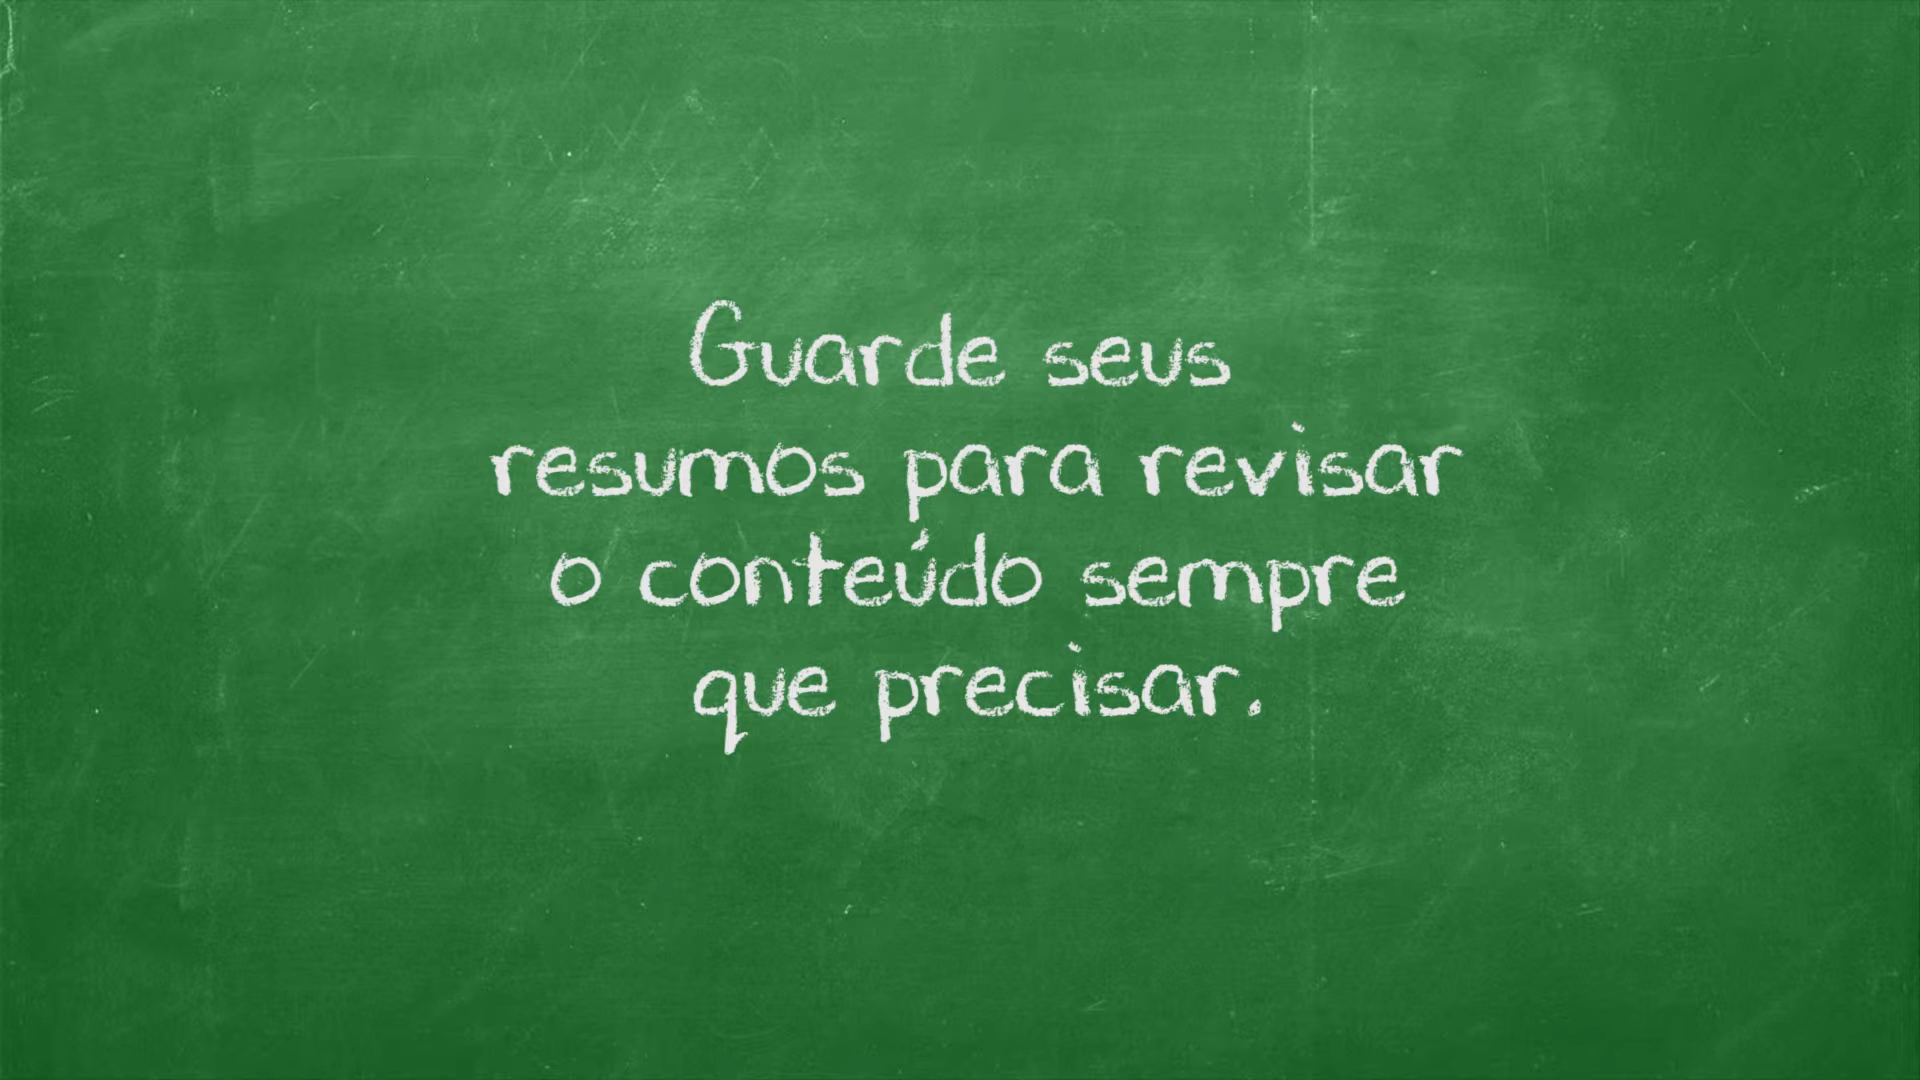 Guarde seus
resumos para revisar
o conteúdo sempre
que precisar.